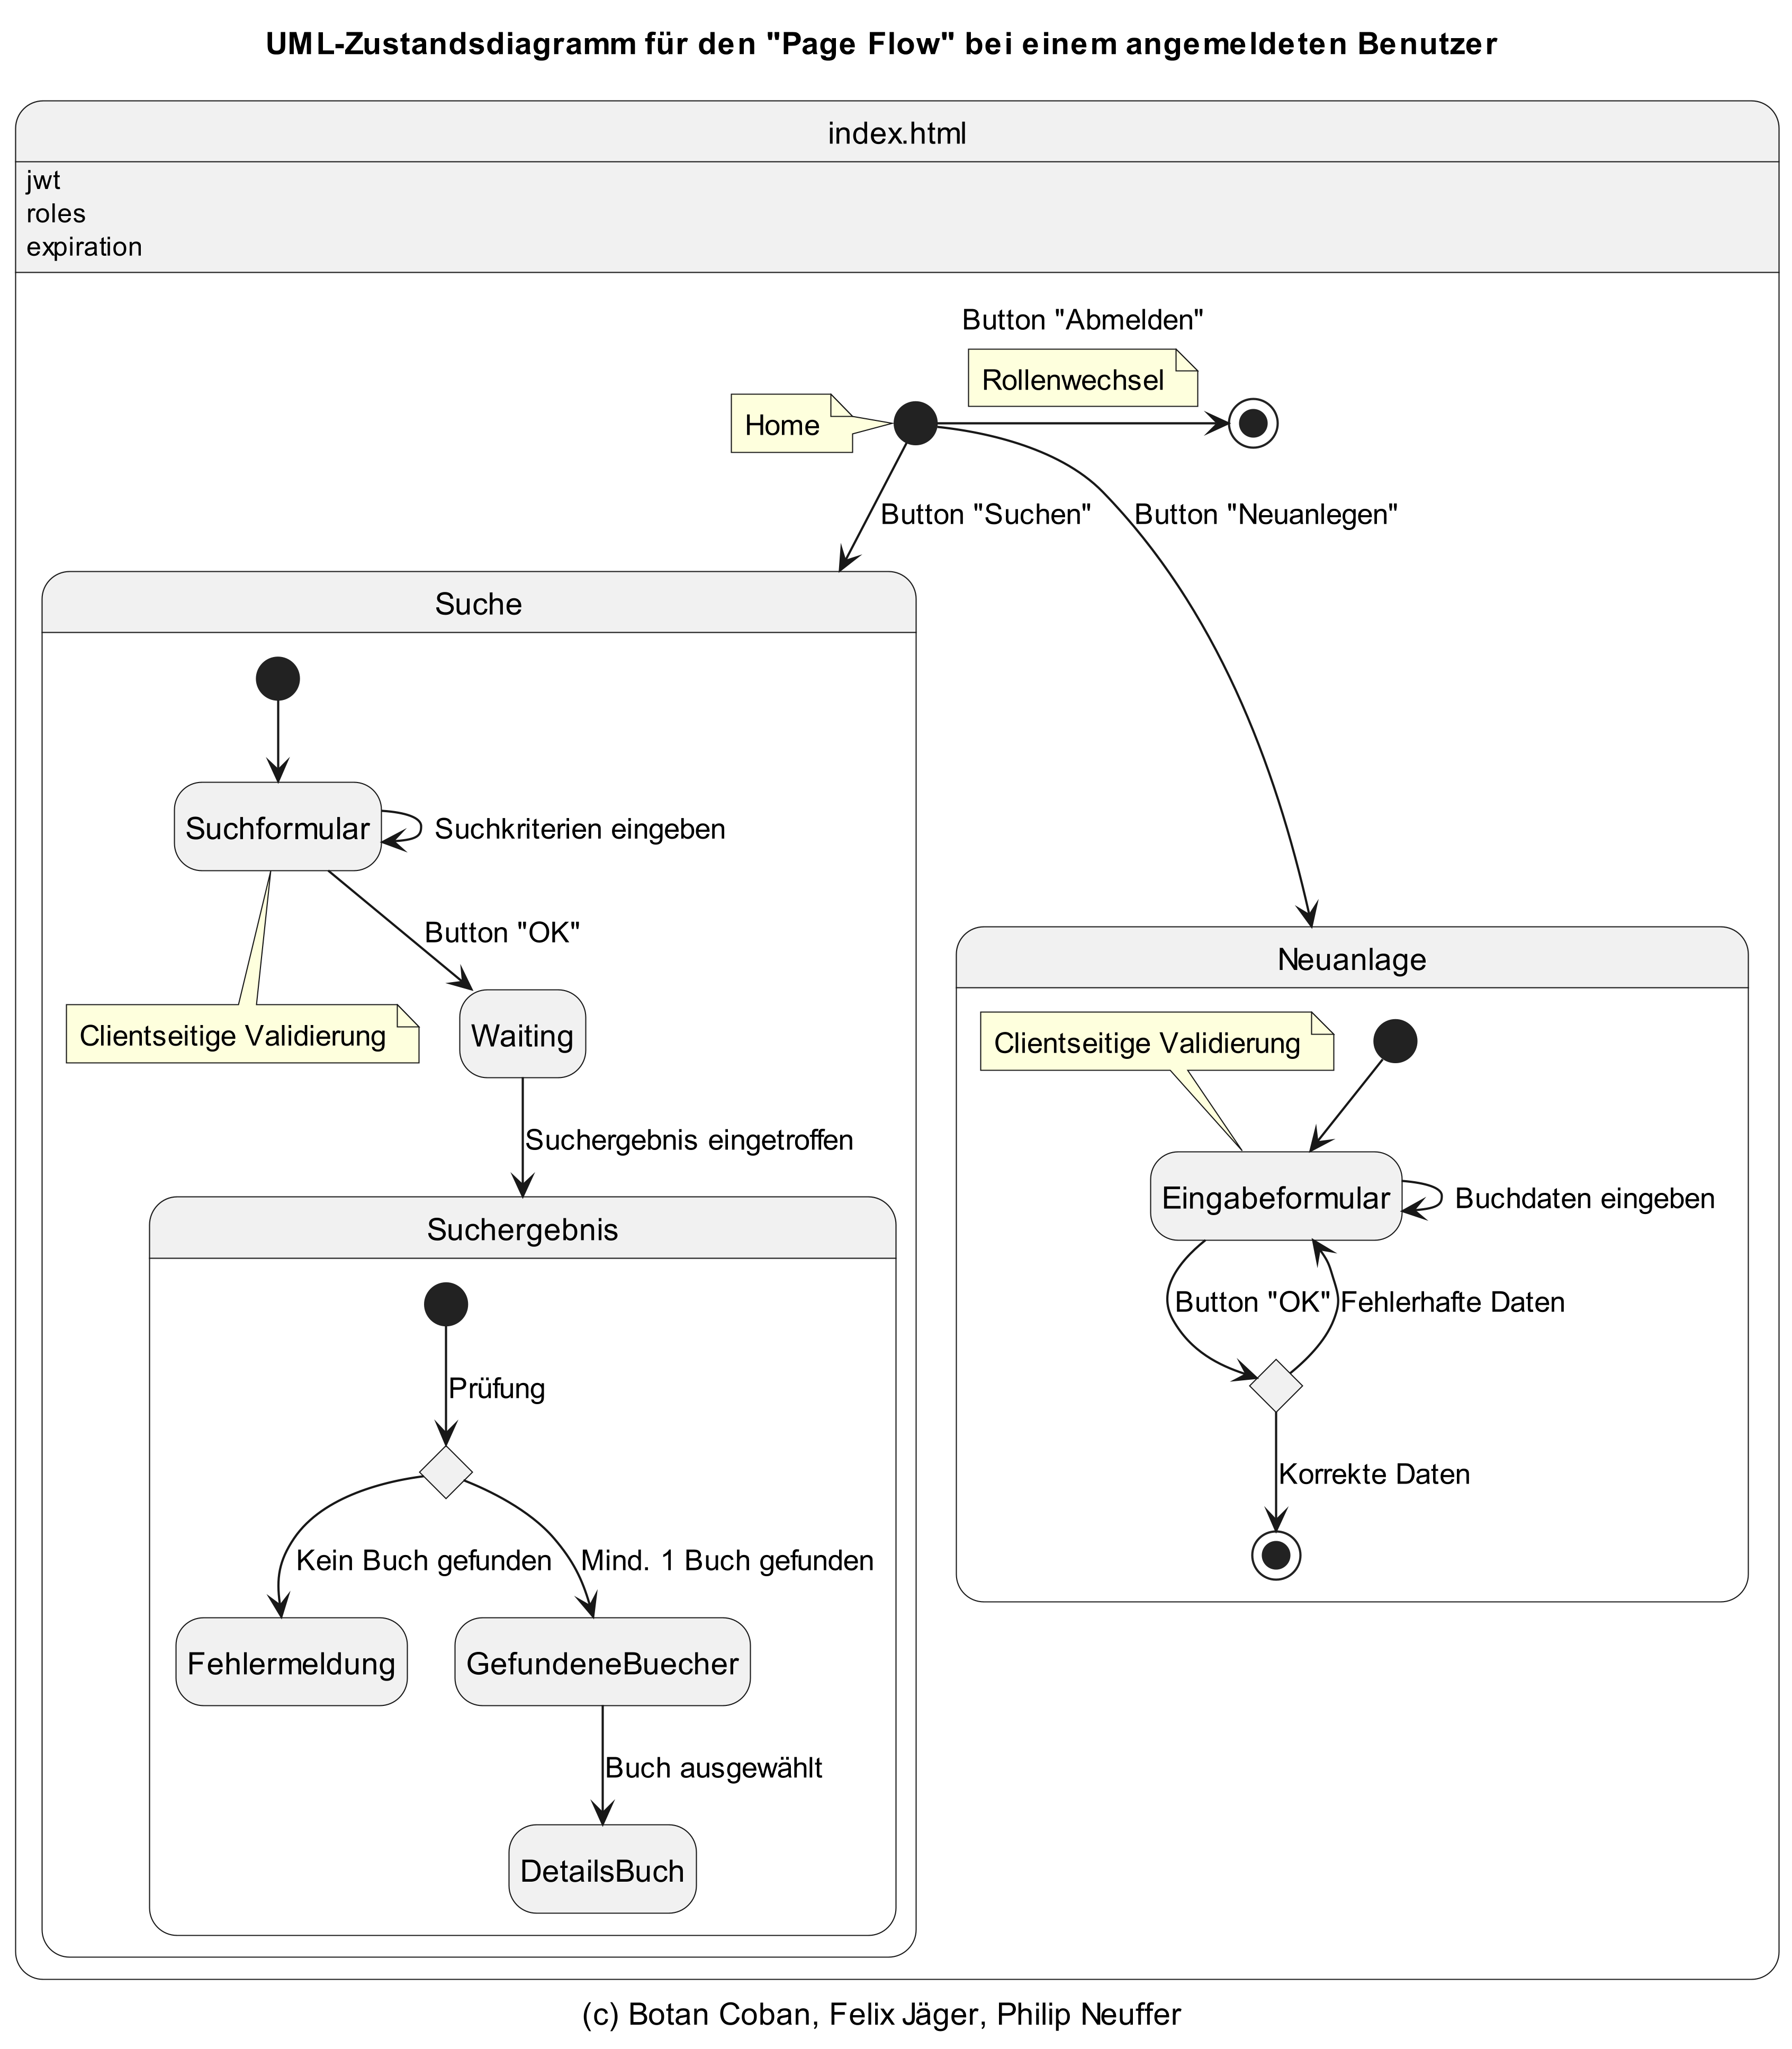 UML-Zustandsdiagramm für den "Page Flow" bei einem angemeldeten Benutzer
index.html
jwt
roles
expiration
Button "Abmelden"
Rollenwechsel
Home
Button "Suchen"
Button "Neuanlegen"
Suche
Suchformular
Suchkriterien eingeben
Button "OK"
Clientseitige Validierung
Waiting
Suchergebnis eingetroffen
Suchergebnis
Prüfung
Kein Buch gefunden
Mind. 1 Buch gefunden
Fehlermeldung
GefundeneBuecher
Buch ausgewählt
DetailsBuch
Neuanlage
Clientseitige Validierung
Eingabeformular
Buchdaten eingeben
Button "OK"
Fehlerhafte Daten
Korrekte Daten
(c) Botan Coban, Felix Jäger, Philip Neuffer